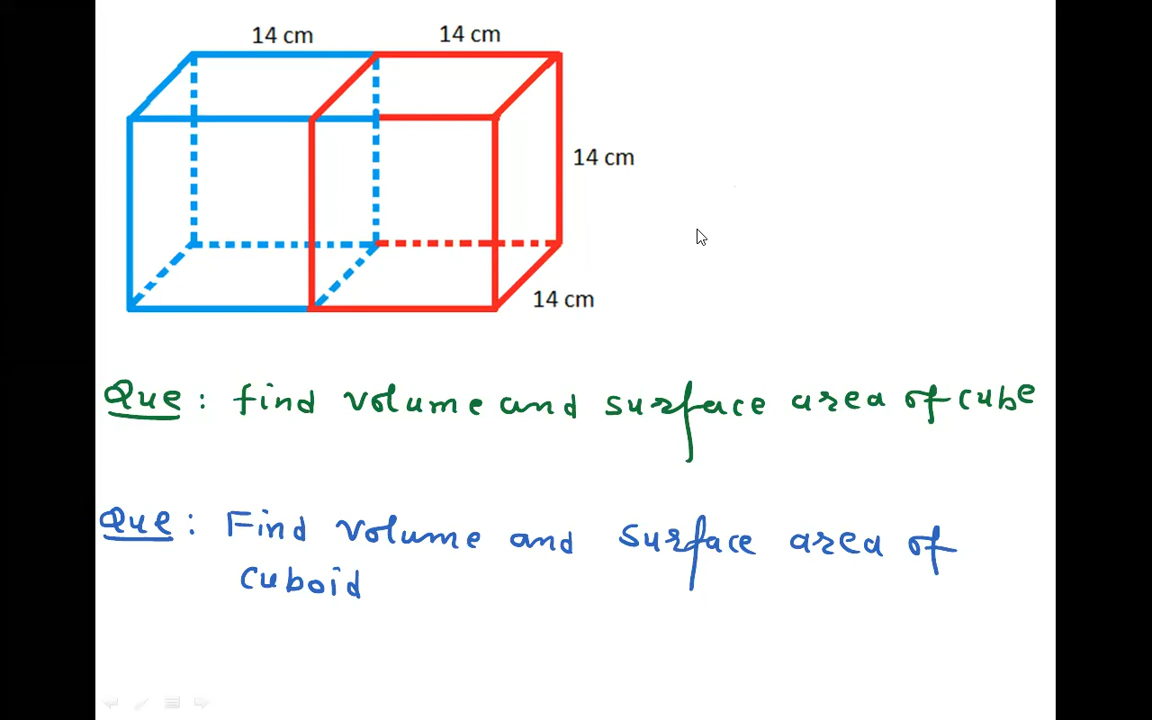 14 cm 14 cm
14 cm
14 cm
Que : find volume and surface area of cube
Que : Find volume and surface area of
cuboid